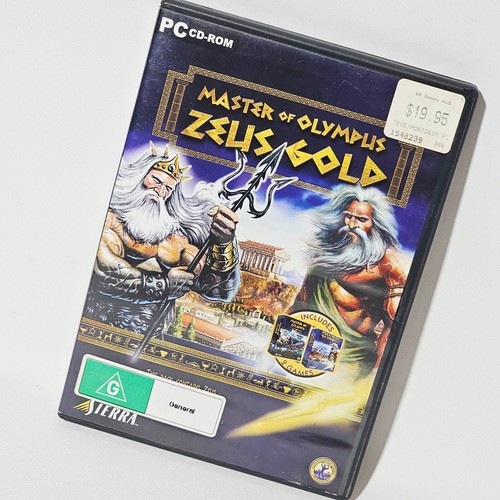 PC CD-ROM
$19.95
1548239
MASTER OF OLYMPUS
ZEUS GOLD
INCLUDES
2 GAMES
G
General
SIERRA